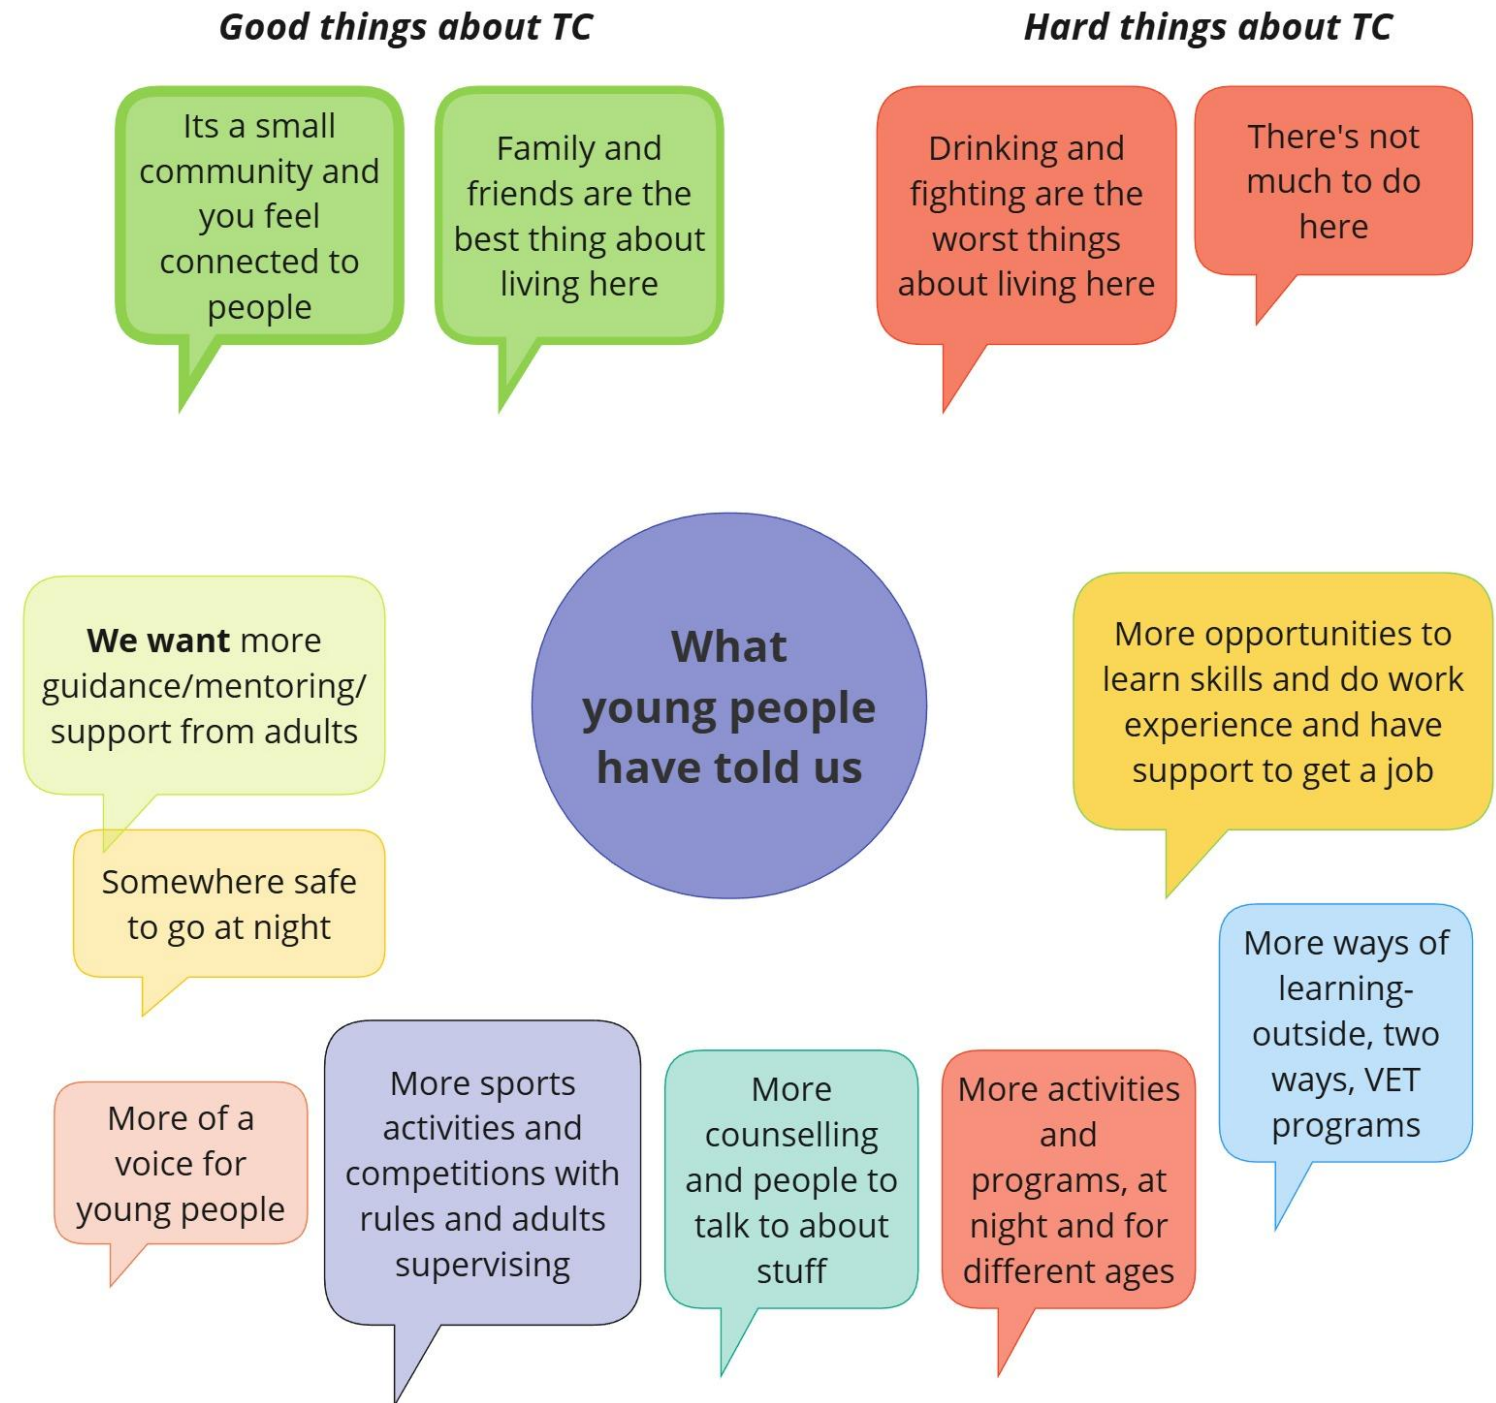 Good things about TC
Hard things about TC
Its a small
community and
you feel
connected to
people
Family and
friends are the
best thing about
living here
Drinking and
fighting are the
worst things
about living here
There's not
much to do
here
What
young people
have told us
We want more
guidance/mentoring/
support from adults
More opportunities to
learn skills and do work
experience and have
support to get a job
Somewhere safe
to go at night
More ways of
learning-
outside, two
ways, VET
programs
More of a
voice for
young people
More sports
activities and
competitions with
rules and adults
supervising
More
counselling
and people to
talk to about
stuff
More activities
and
programs, at
night and for
different ages